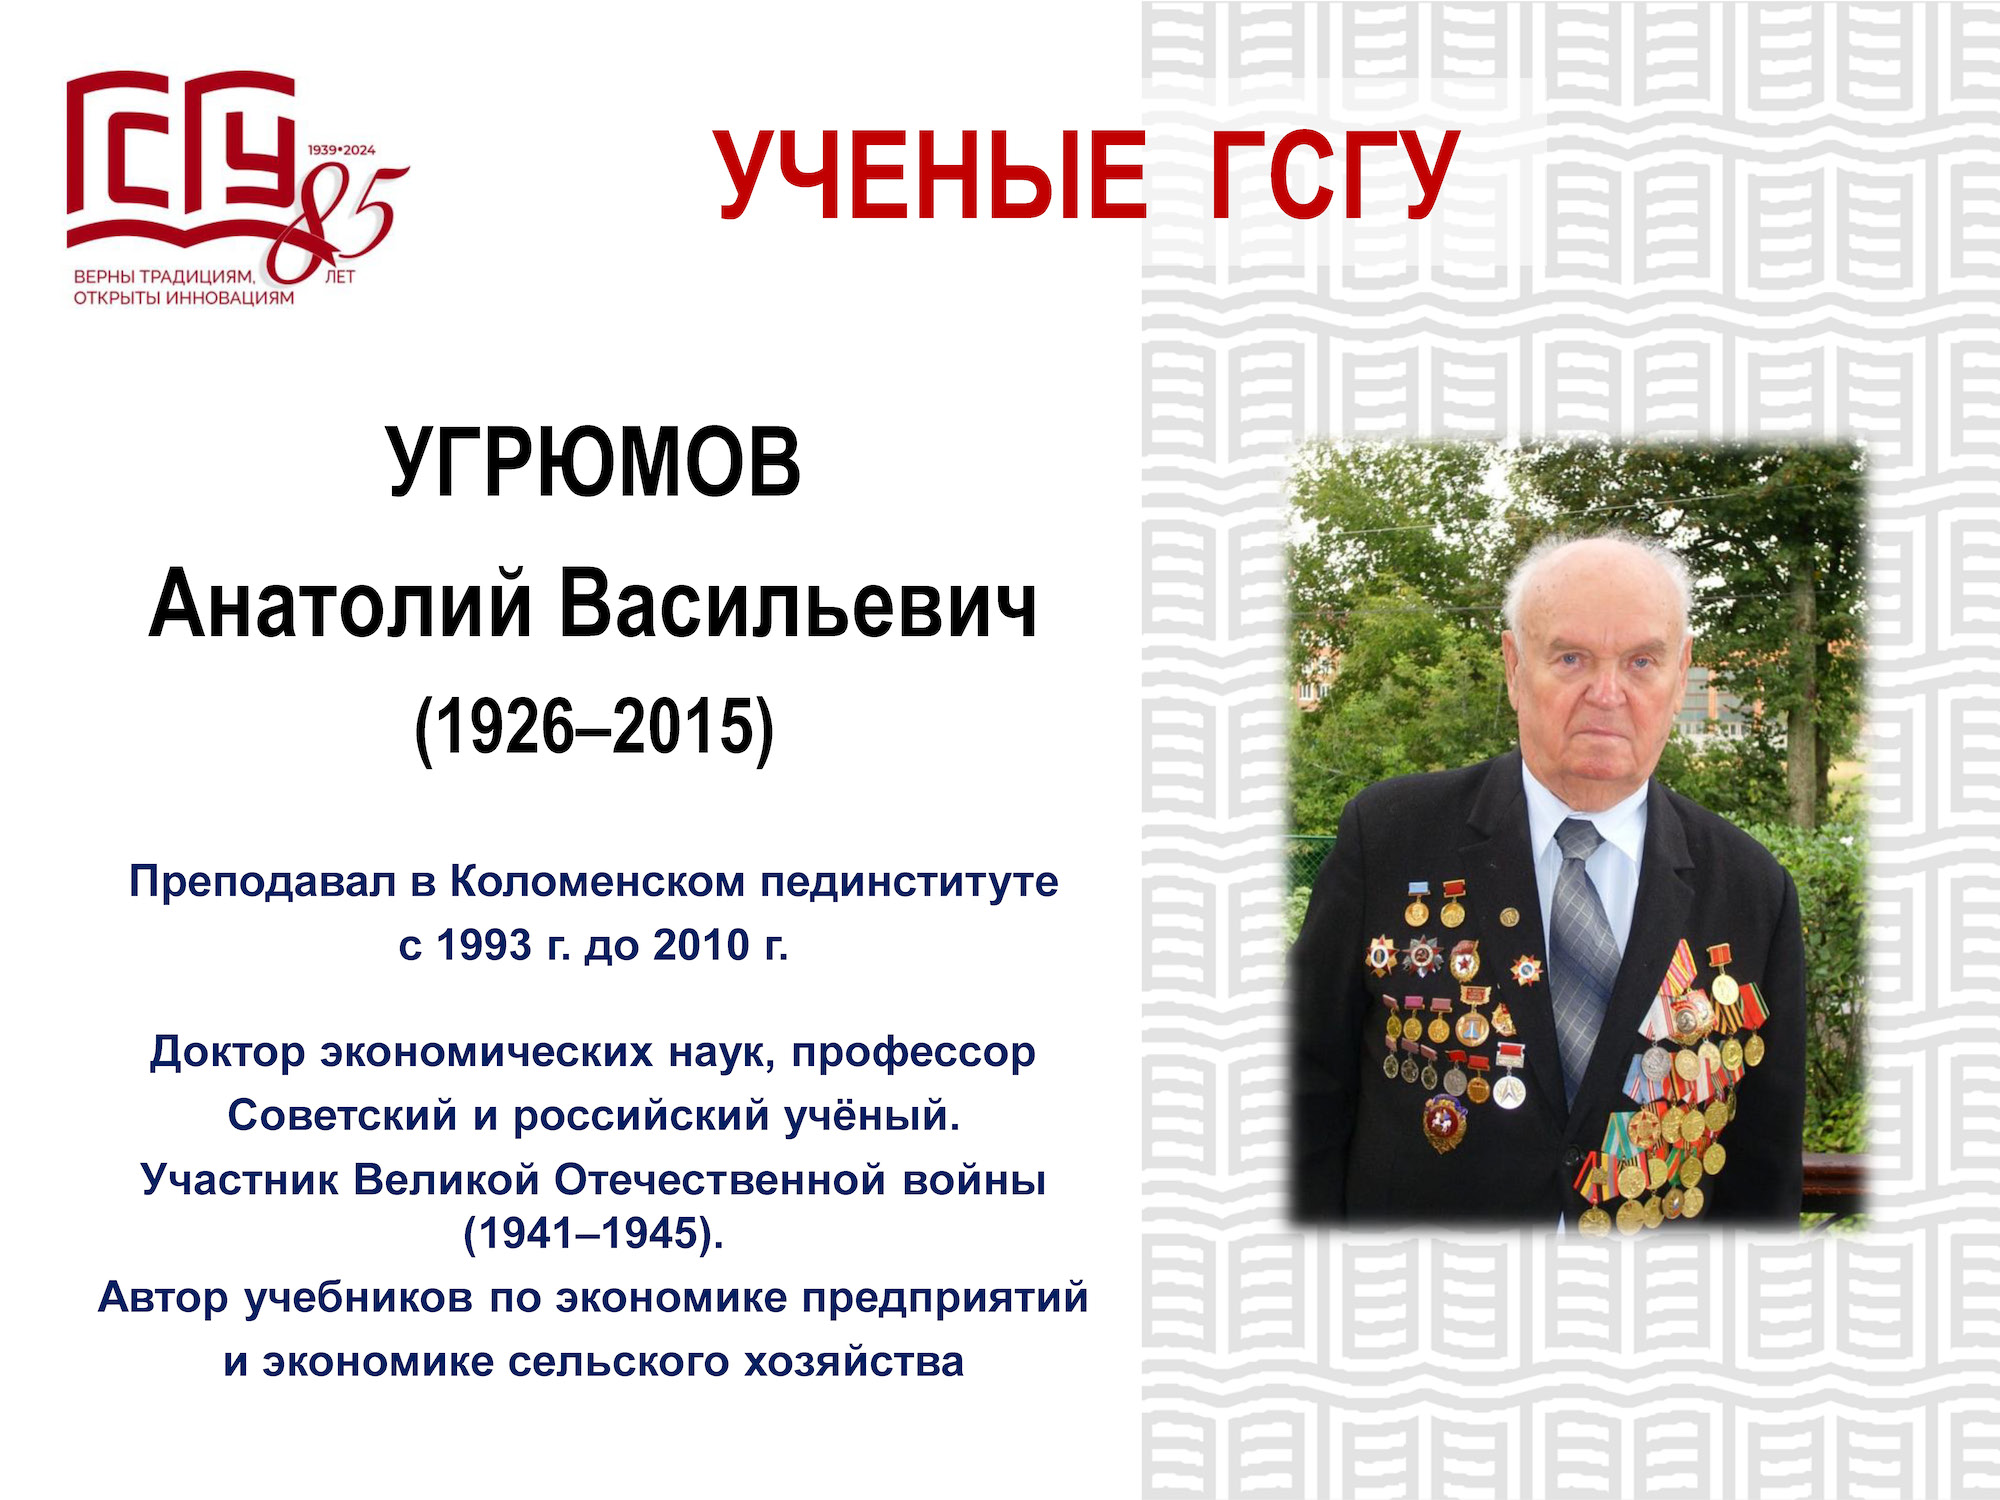 ГСГУ
1939•2024
85
ВЕРНЫ ТРАДИЦИЯМ, ЛЕТ
ОТКРЫТЫ ИННОВАЦИЯМ
УЧЕНЫЕ ГСГУ
УГРЮМОВ
Анатолий Васильевич
(1926–2015)
Преподавал в Коломенском пединституте
с 1993 г. до 2010 г.
Доктор экономических наук, профессор
Советский и российский учёный.
Участник Великой Отечественной войны
(1941–1945).
Автор учебников по экономике предприятий
и экономике сельского хозяйства